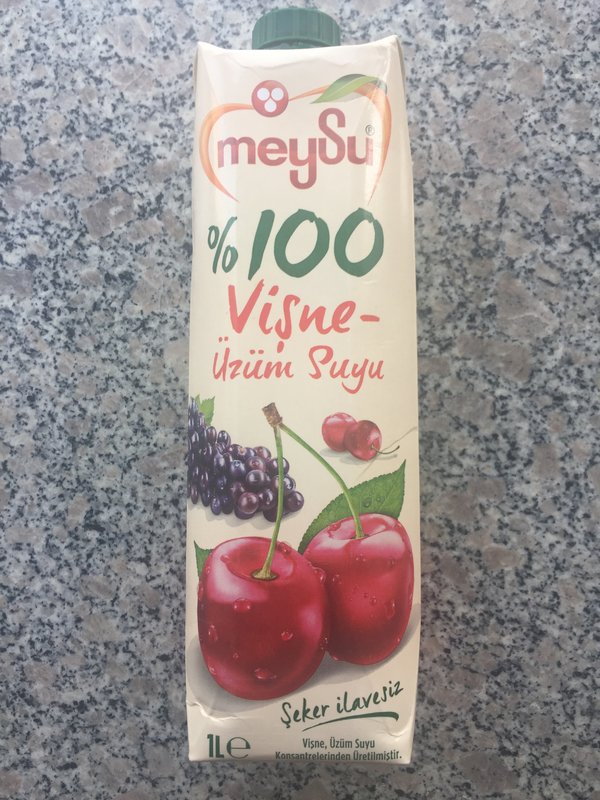 meysu®
%100
Vişne-
Üzüm Suyu
Şeker ilavesiz
1L℮
Vişne, Üzüm Suyu
Konsantrelerinden Üretilmiştir.